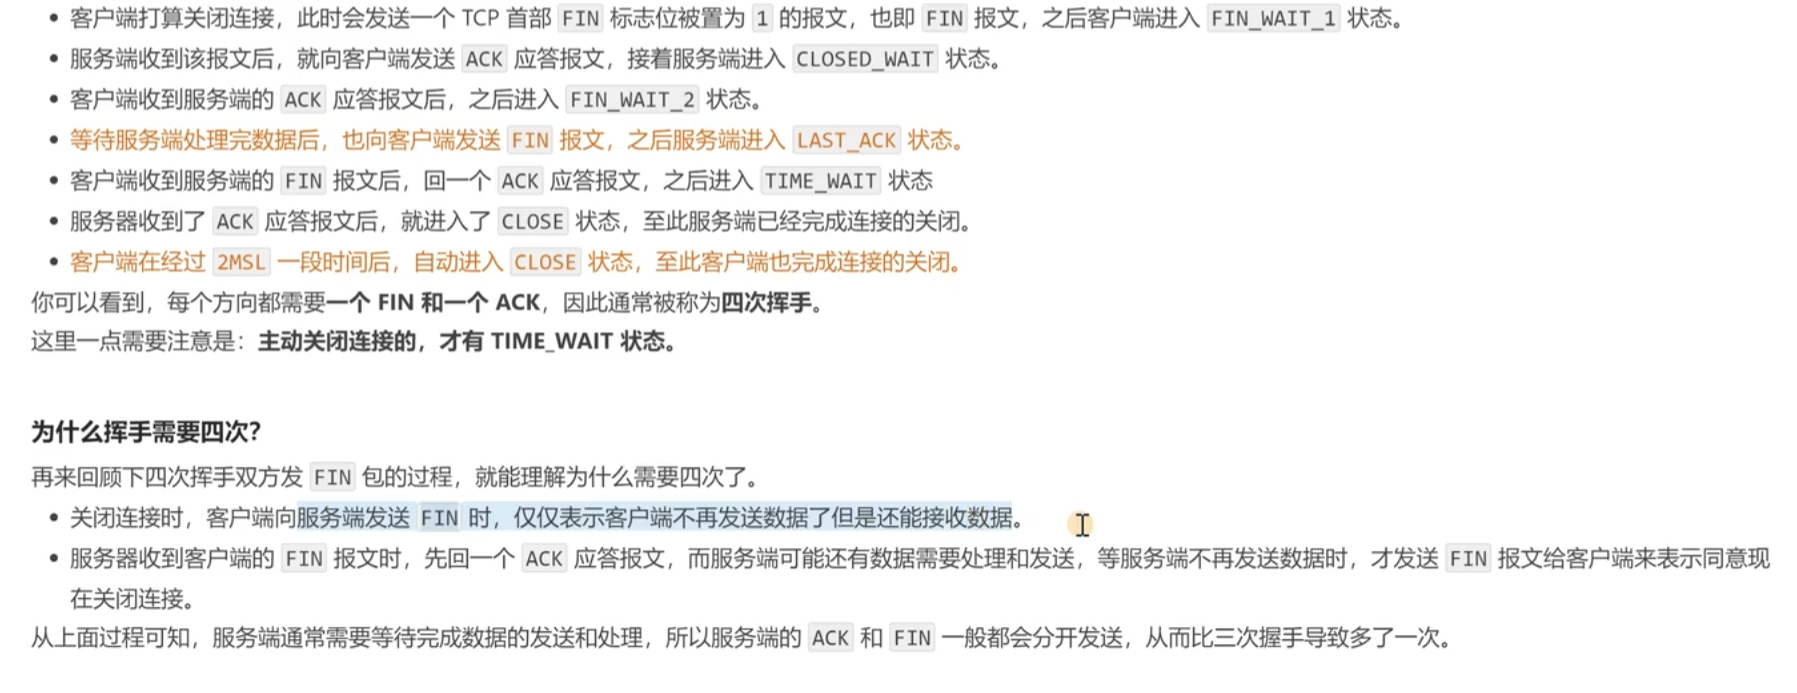 客户端打算关闭连接，此时会发送一个 TCP 首部 FIN 标志位被置为 1 的报文，也即 FIN 报文，之后客户端进入 FIN_WAIT_1 状态。
服务端收到该报文后，就向客户端发送 ACK 应答报文，接着服务端进入 CLOSED_WAIT 状态。
客户端收到服务端的 ACK 应答报文后，之后进入 FIN_WAIT_2 状态。
等待服务端处理完数据后，也向客户端发送 FIN 报文，之后服务端进入 LAST_ACK 状态。
客户端收到服务端的 FIN 报文后，回一个 ACK 应答报文，之后进入 TIME_WAIT 状态
服务器收到了 ACK 应答报文后，就进入了 CLOSE 状态，至此服务端已经完成连接的关闭。
客户端在经过 2MSL 一段时间后，自动进入 CLOSE 状态，至此客户端也完成连接的关闭。
你可以看到，每个方向都需要一个 FIN 和一个 ACK，因此通常被称为四次挥手。
这里一点需要注意是：主动关闭连接的，才有 TIME_WAIT 状态。
为什么挥手需要四次？
再来回顾下四次挥手双方发 FIN 包的过程，就能理解为什么需要四次了。
关闭连接时，客户端向服务端发送 FIN 时，仅仅表示客户端不再发送数据了但是还能接收数据。
服务器收到客户端的 FIN 报文时，先回一个 ACK 应答报文，而服务端可能还有数据需要处理和发送，等服务端不再发送数据时，才发送 FIN 报文给客户端来表示同意现
在关闭连接。
从上面过程可知，服务端通常需要等待完成数据的发送和处理，所以服务端的 ACK 和 FIN 一般都会分开发送，从而比三次握手导致多了一次。